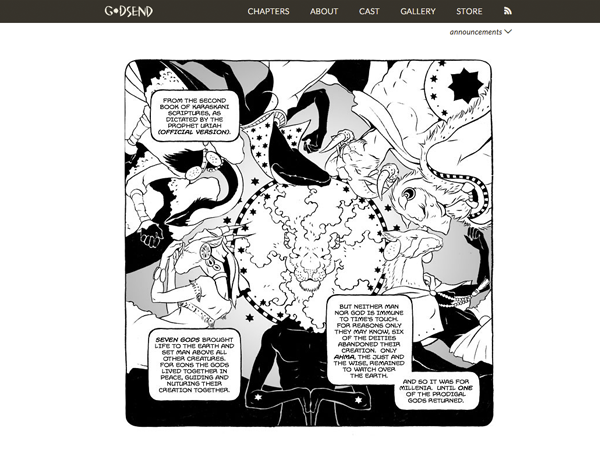 GODSEND
CHAPTERS ABOUT CAST GALLERY STORE
announcements
FROM THE SECOND
BOOK OF KARASKANI
SCRIPTURES, AS
DICTATED BY THE
PROPHET URIAH
(OFFICIAL VERSION).
SEVEN GODS BROUGHT
LIFE TO THE EARTH AND
SET MAN ABOVE ALL
OTHER CREATURES.
FOR EONS THE GODS
LIVED TOGETHER IN
PEACE, GUIDING AND
NUTURING THEIR
CREATION TOGETHER.
BUT NEITHER MAN
NOR GOD IS IMMUNE
TO TIME'S TOUCH.
FOR REASONS ONLY
THEY MAY KNOW, SIX
OF THE DEITIES
ABANDONED THEIR
CREATION. ONLY
AHMA, THE JUST AND
THE WISE, REMAINED
TO WATCH OVER
THE EARTH.
AND SO IT WAS FOR
MILLENIA. UNTIL ONE
OF THE PRODIGAL
GODS RETURNED.